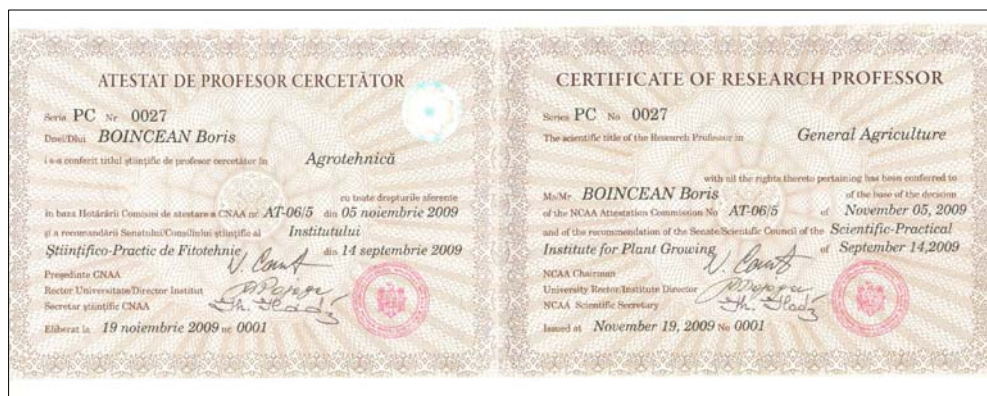 ATESTAT DE PROFESOR CERCETĂTOR
Seria PC Nr 0027
Dnei/Dlui BOINCEAN Boris
i s-a conferit titlul științific de profesor cercetător în Agrotehnică
cu toate drepturile aferente
în baza Hotărârii Comisiei de atestare a CNAA nr. AT-06/5 din 05 noiembrie 2009
și a recomandării Senatului/Consiliului științific al Institutului
Științifico-Practic de Fitotehnie din 14 septembrie 2009
Președinte CNAA
Rector Universitate/Director Institut
Secretar științific CNAA
Eliberat la 19 noiembrie 2009 nr 0001
CERTIFICATE OF RESEARCH PROFESSOR
Series PC No 0027
The scientific title of the Research Professor in General Agriculture
with all the rights thereto pertaining has been conferred to
Ms/Mr BOINCEAN Boris of the base of the decision
of the NCAA Attestation Commission No AT-06/5 of November 05, 2009
and of the recommendation of the Senate/Scientific Council of the Scientific-Practical
Institute for Plant Growing of September 14,2009
NCAA Chairman
University Rector/Institute Director
NCAA Scientific Secretary
Issued at November 19, 2009 No 0001